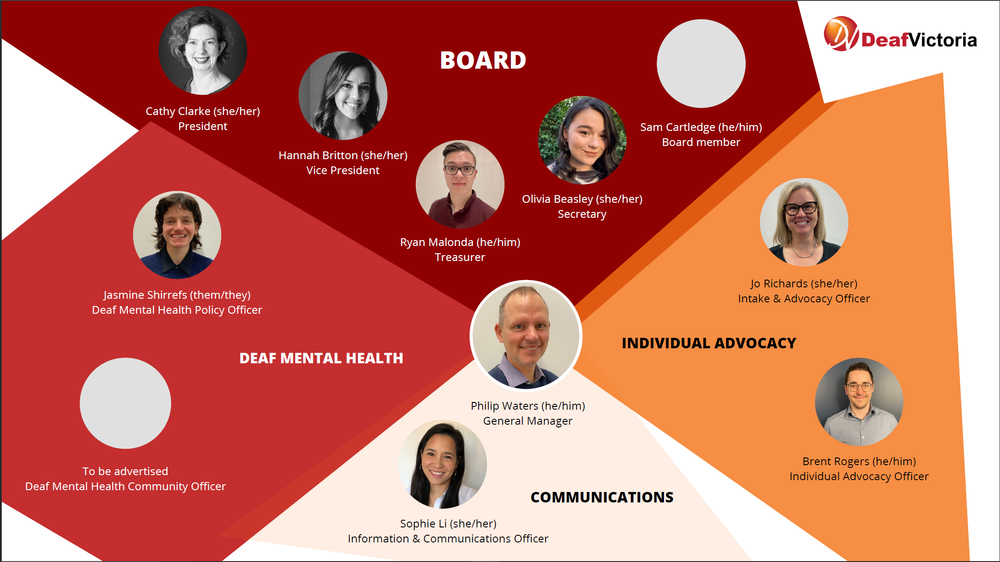 DeafVictoria
BOARD
Cathy Clarke (she/her)
President
Hannah Britton (she/her)
Vice President
Ryan Malonda (he/him)
Treasurer
Olivia Beasley (she/her)
Secretary
Sam Cartledge (he/him)
Board member
Jasmine Shirrefs (them/they)
Deaf Mental Health Policy Officer
DEAF MENTAL HEALTH
To be advertised
Deaf Mental Health Community Officer
Philip Waters (he/him)
General Manager
Jo Richards (she/her)
Intake & Advocacy Officer
INDIVIDUAL ADVOCACY
Brent Rogers (he/him)
Individual Advocacy Officer
COMMUNICATIONS
Sophie Li (she/her)
Information & Communications Officer